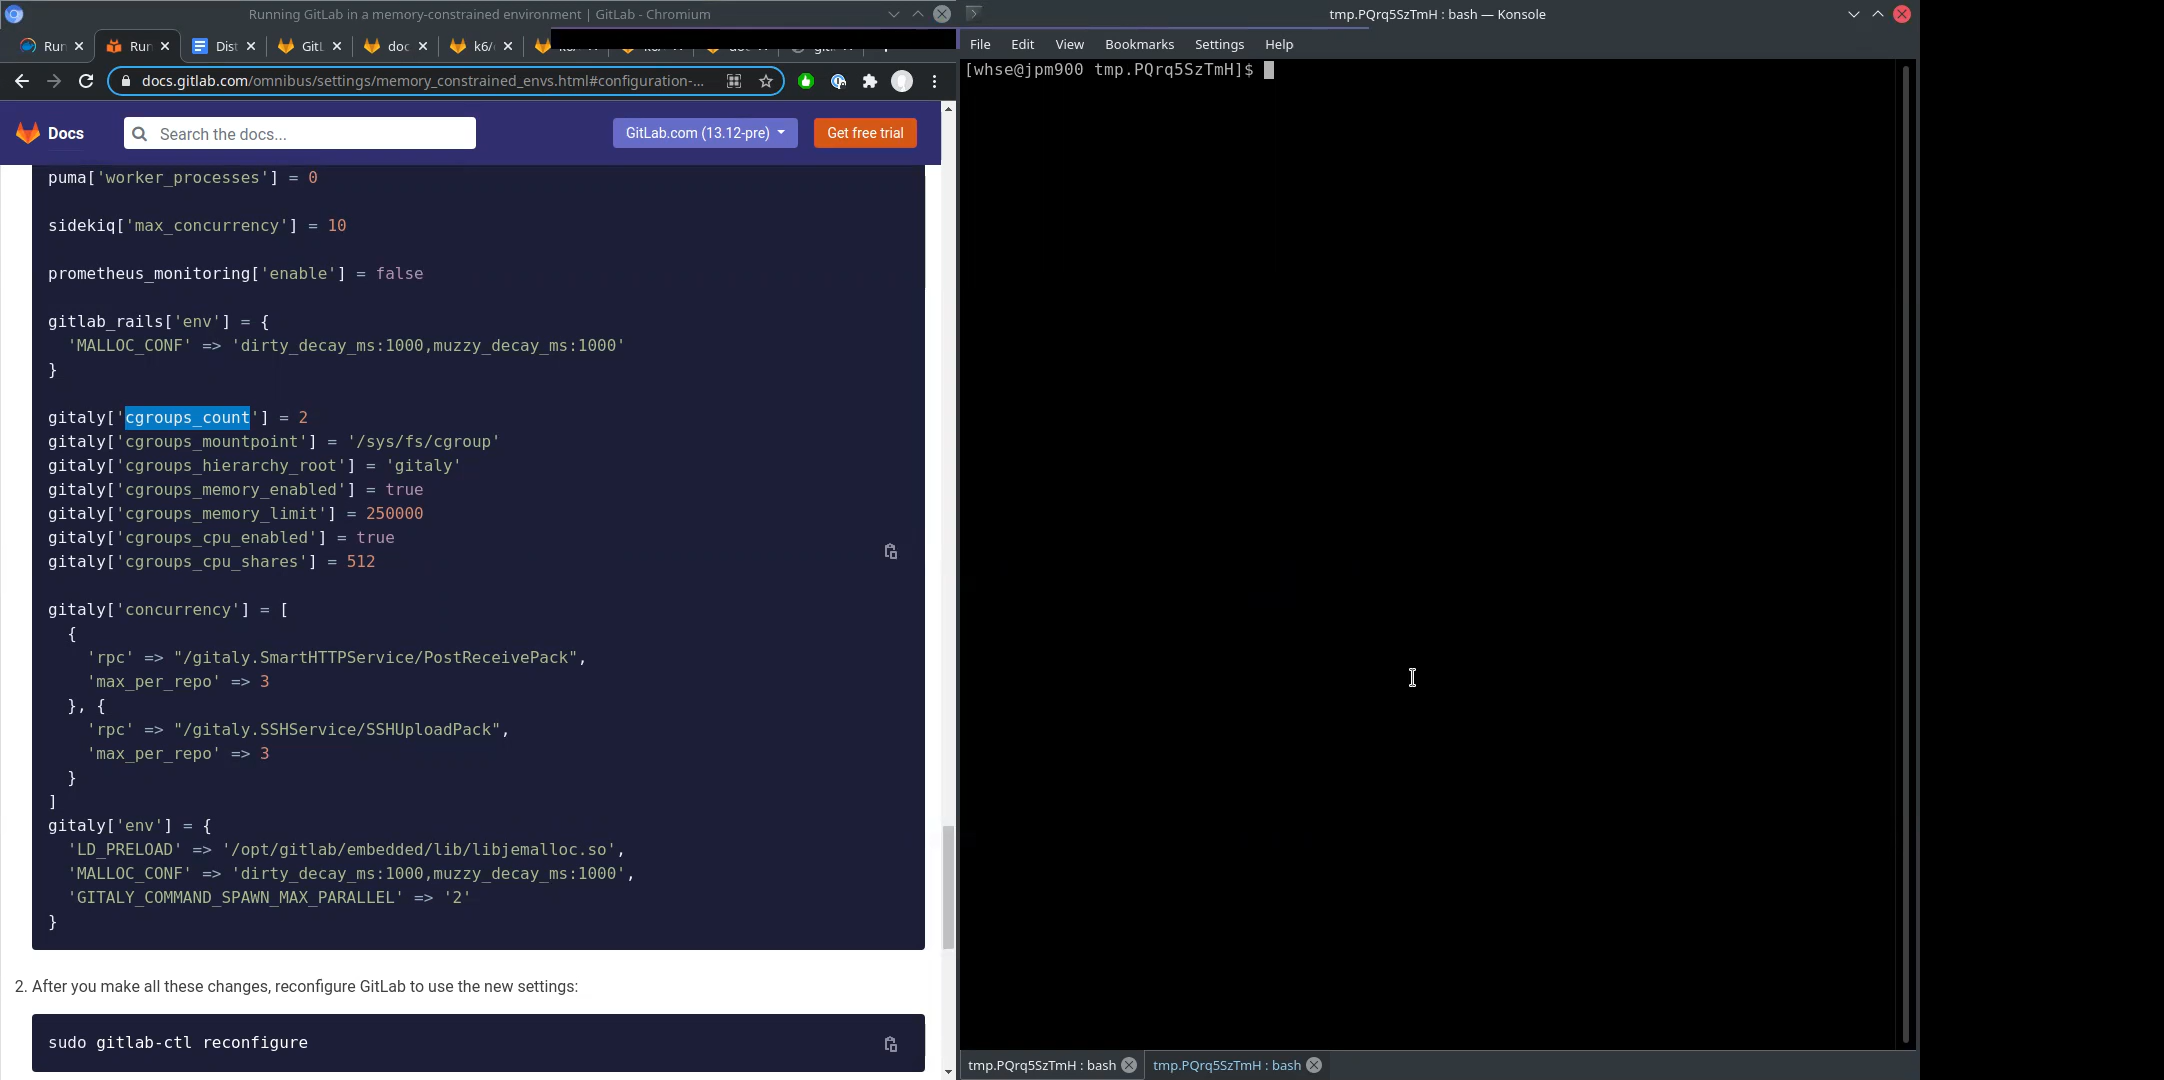 Running GitLab in a memory-constrained environment | GitLab - Chromium
Run
Run
Dist
GitL
doc
k6/
docs.gitlab.com/omnibus/settings/memory_constrained_envs.html#configuration-...
Docs
Search the docs...
GitLab.com (13.12-pre)
Get free trial
puma['worker_processes'] = 0
sidekiq['max_concurrency'] = 10
prometheus_monitoring['enable'] = false
gitlab_rails['env'] = {
  'MALLOC_CONF' => 'dirty_decay_ms:1000,muzzy_decay_ms:1000'
}
gitaly['cgroups_count'] = 2
gitaly['cgroups_mountpoint'] = '/sys/fs/cgroup'
gitaly['cgroups_hierarchy_root'] = 'gitaly'
gitaly['cgroups_memory_enabled'] = true
gitaly['cgroups_memory_limit'] = 250000
gitaly['cgroups_cpu_enabled'] = true
gitaly['cgroups_cpu_shares'] = 512
gitaly['concurrency'] = [
  {
    'rpc' => "/gitaly.SmartHTTPService/PostReceivePack",
    'max_per_repo' => 3
  }, {
    'rpc' => "/gitaly.SSHService/SSHUploadPack",
    'max_per_repo' => 3
  }
]
gitaly['env'] = {
  'LD_PRELOAD' => '/opt/gitlab/embedded/lib/libjemalloc.so',
  'MALLOC_CONF' => 'dirty_decay_ms:1000,muzzy_decay_ms:1000',
  'GITALY_COMMAND_SPAWN_MAX_PARALLEL' => '2'
}
2. After you make all these changes, reconfigure GitLab to use the new settings:
sudo gitlab-ctl reconfigure
tmp.PQrq5SzTmH : bash — Konsole
File Edit View Bookmarks Settings Help
[whse@jpm900 tmp.PQrq5SzTmH]$
tmp.PQrq5SzTmH : bash
tmp.PQrq5SzTmH : bash